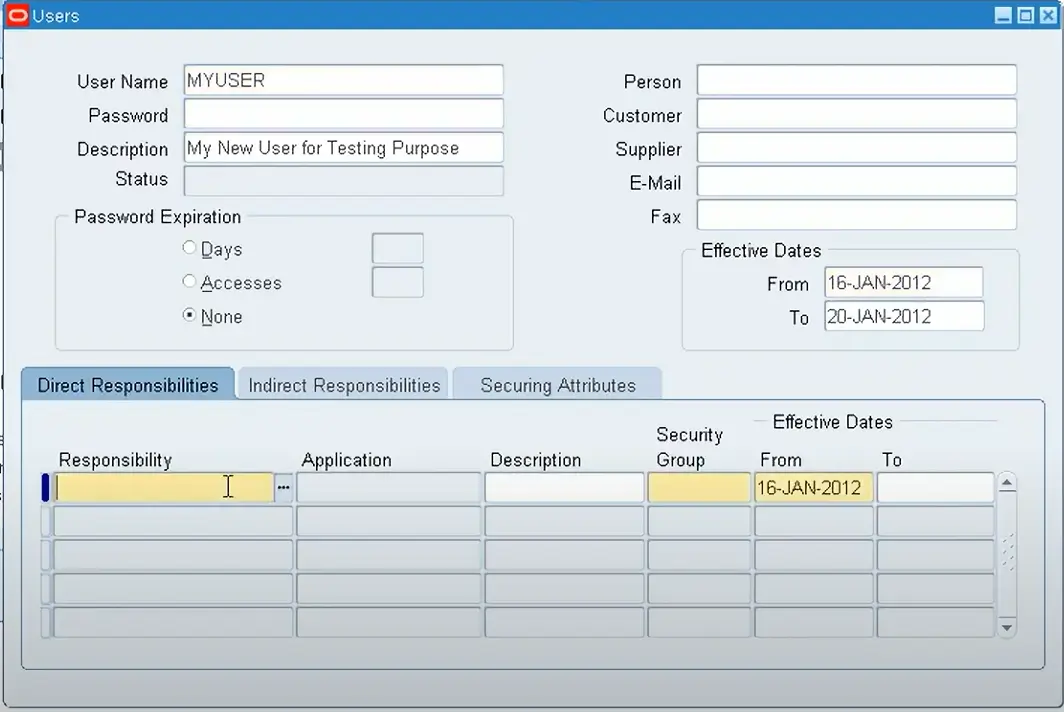 Users
User Name MYUSER
Password
Description My New User for Testing Purpose
Status
Person
Customer
Supplier
E-Mail
Fax
Password Expiration
Days
Accesses
None
Effective Dates
From 16-JAN-2012
To 20-JAN-2012
Direct Responsibilities Indirect Responsibilities Securing Attributes
Effective Dates
Responsibility Application Description Security Group From To
... 16-JAN-2012